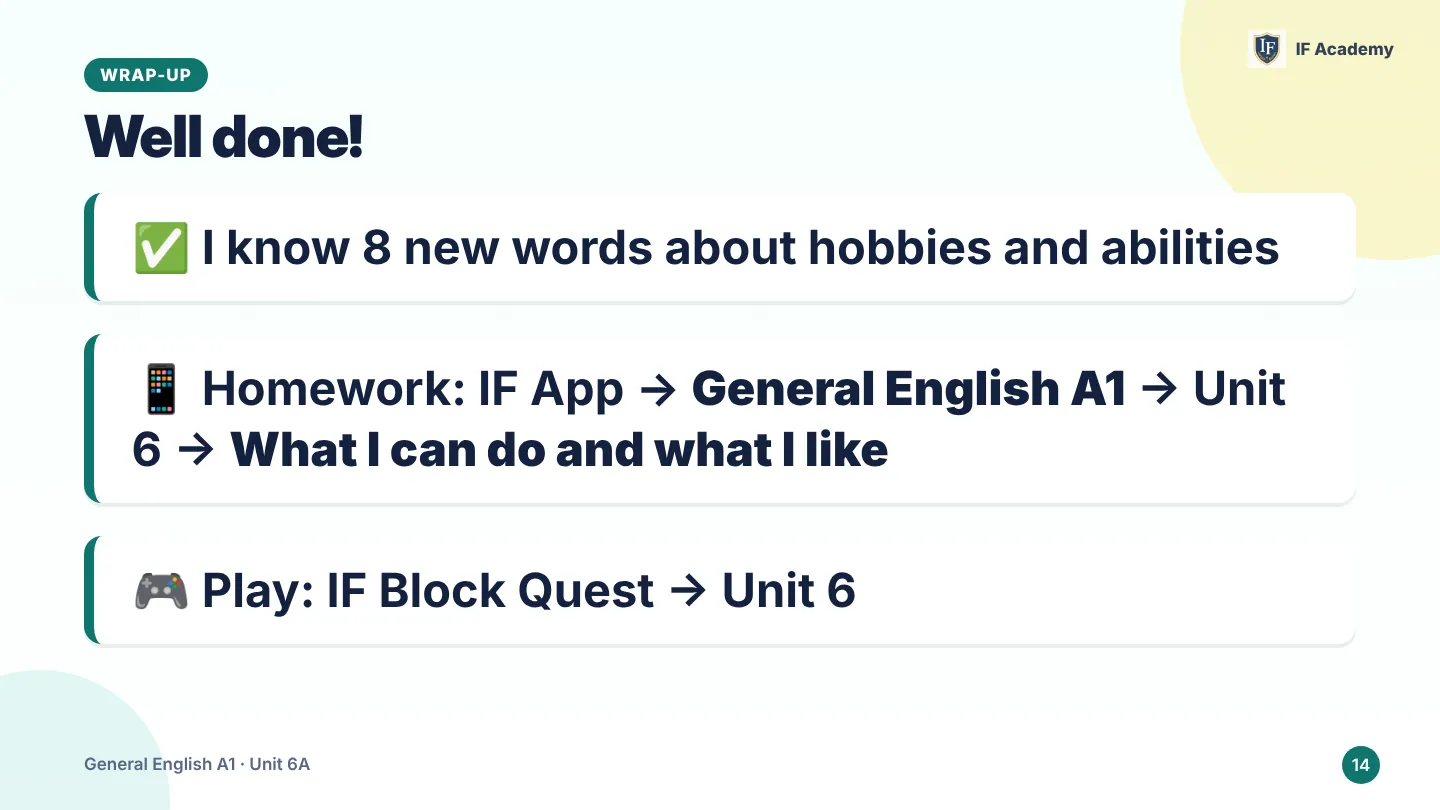 IF Academy
WRAP-UP
Well done!
✅ I know 8 new words about hobbies and abilities
📱 Homework: IF App → General English A1 → Unit
6 → What I can do and what I like
🎮 Play: IF Block Quest → Unit 6
General English A1 · Unit 6A
14